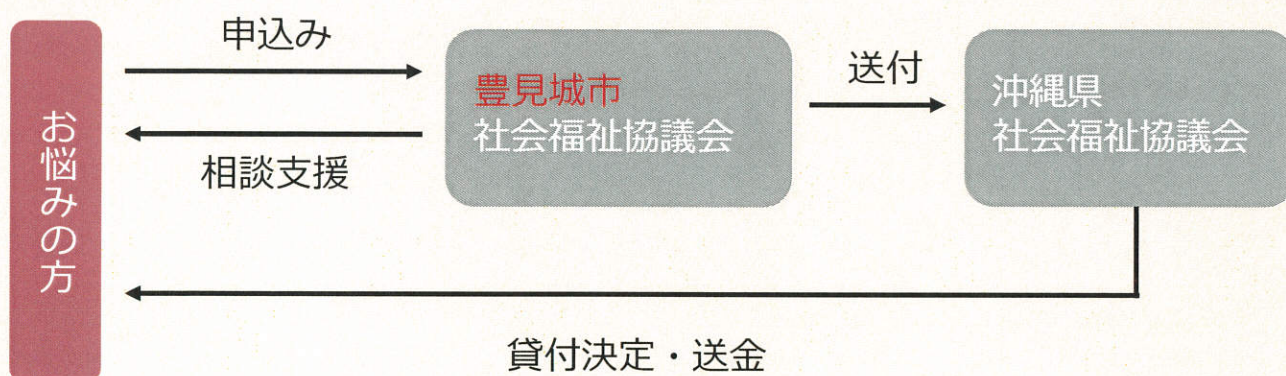 お悩みの方
申込み
相談支援
豊見城市
社会福祉協議会
送付
沖縄県
社会福祉協議会
貸付決定・送金